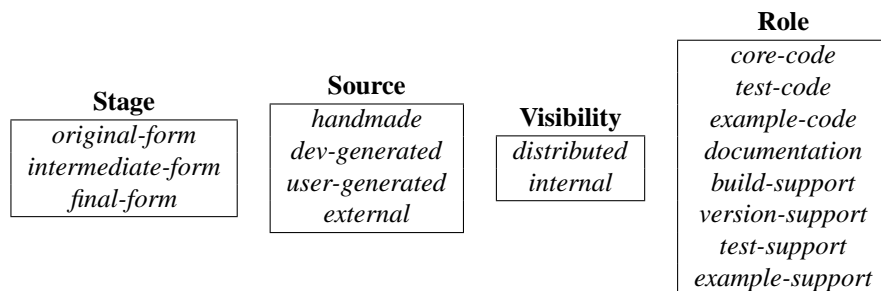 Stage
original-form
intermediate-form
final-form
Source
handmade
dev-generated
user-generated
external
Visibility
distributed
internal
Role
core-code
test-code
example-code
documentation
build-support
version-support
test-support
example-support